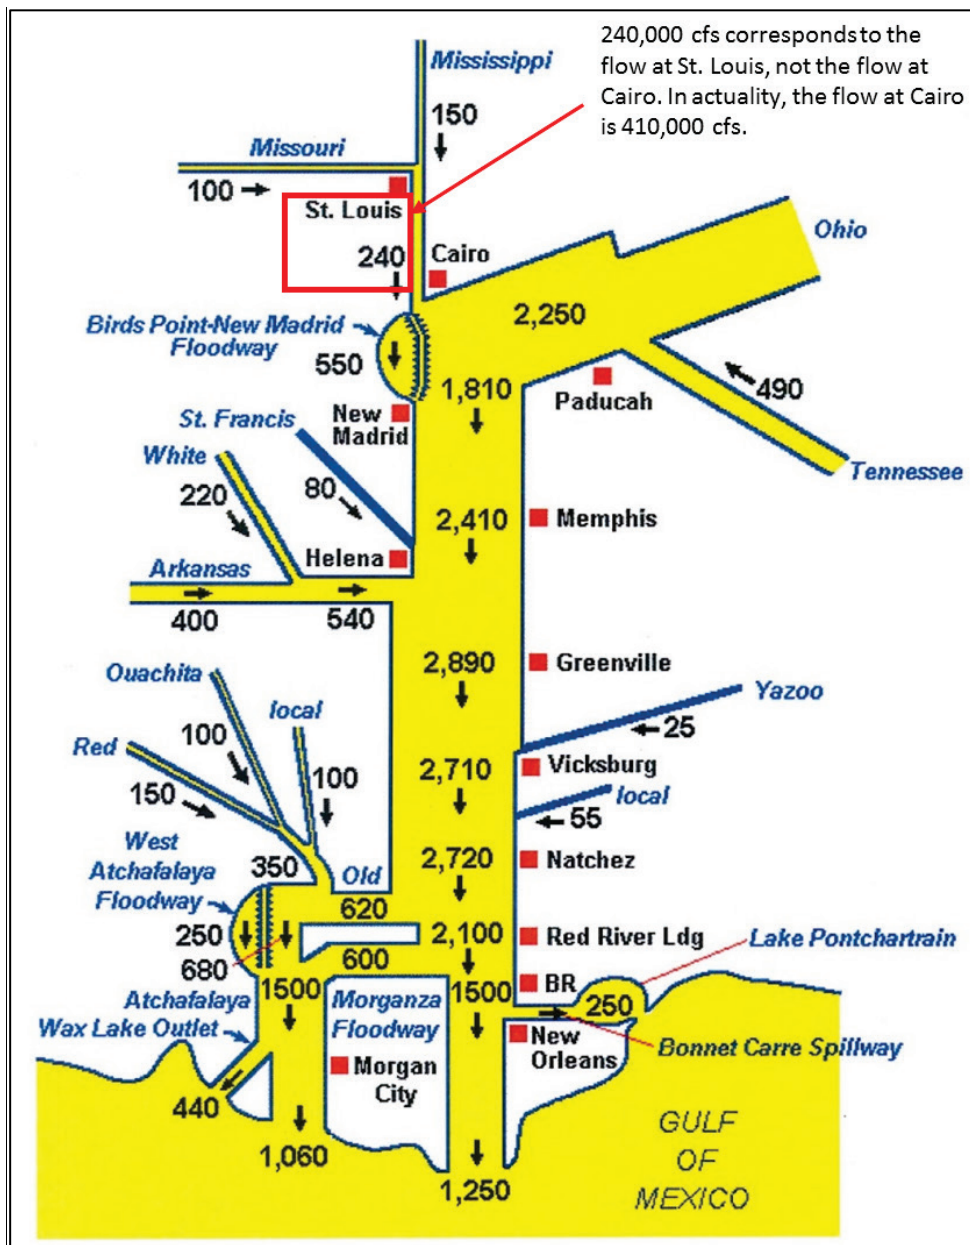 240,000 cfs corresponds to the
flow at St. Louis, not the flow at
Cairo. In actuality, the flow at Cairo
is 410,000 cfs.
Mississippi
150
Missouri
100
St. Louis
240
Cairo
Ohio
2,250
Birds Point-New Madrid
Floodway
550
1,810
Paducah
490
Tennessee
New
Madrid
St. Francis
White
220
80
2,410
Memphis
Helena
Arkansas
400
540
2,890
Greenville
Ouachita
local
Yazoo
Red
100
25
100
2,710
Vicksburg
150
local
55
West
Atchafalaya
Floodway
350
Old
2,720
Natchez
620
250
2,100
Red River Ldg
Lake Pontchartrain
680
600
Atchafalaya
1500
Morganza
Floodway
1500
BR
250
Wax Lake Outlet
New
Orleans
Bonnet Carre Spillway
Morgan
City
440
1,060
1,250
GULF
OF
MEXICO